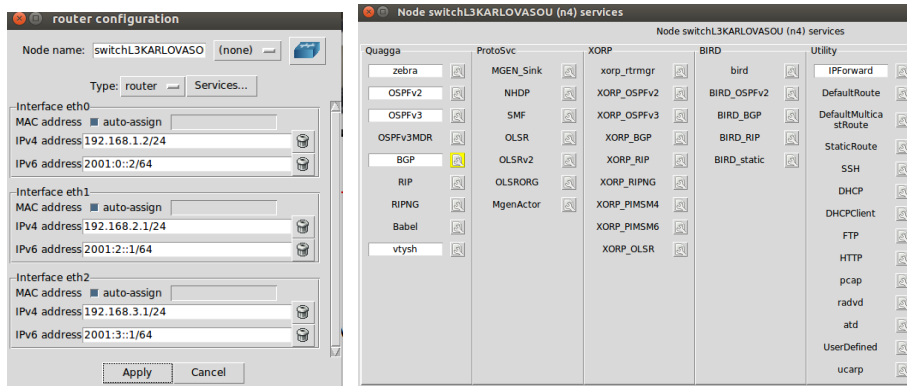 router configuration
Node name: switchL3KARLOVASO (none)
Type: router Services...
Interface eth0
MAC address auto-assign
IPv4 address 192.168.1.2/24
IPv6 address 2001:0::2/64
Interface eth1
MAC address auto-assign
IPv4 address 192.168.2.1/24
IPv6 address 2001:2::1/64
Interface eth2
MAC address auto-assign
IPv4 address 192.168.3.1/24
IPv6 address 2001:3::1/64
Apply Cancel
Node switchL3KARLOVASOU (n4) services
Node switchL3KARLOVASOU (n4) services
Quagga
zebra
OSPFv2
OSPFv3
OSPFv3MDR
BGP
RIP
RIPNG
Babel
vtysh
ProtoSvc
MGEN_Sink
NHDP
SMF
OLSR
OLSRv2
OLSRORG
MgenActor
XORP
xorp_rtrmgr
XORP_OSPFv2
XORP_OSPFv3
XORP_BGP
XORP_RIP
XORP_RIPNG
XORP_PIMSM4
XORP_PIMSM6
XORP_OLSR
BIRD
bird
BIRD_OSPFv2
BIRD_BGP
BIRD_RIP
BIRD_static
Utility
IPForward
DefaultRoute
DefaultMultica
stRoute
StaticRoute
SSH
DHCP
DHCPClient
FTP
HTTP
pcap
radvd
atd
UserDefined
ucarp